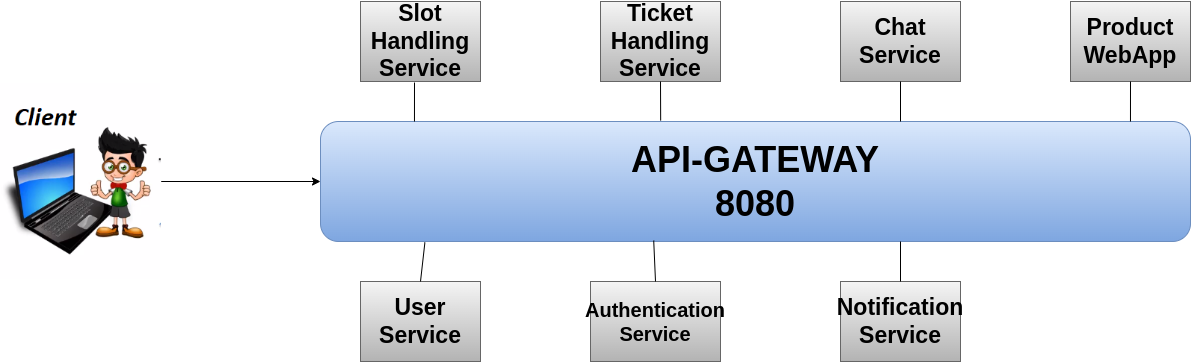 Slot
Handling
Service
Ticket
Handling
Service
Chat
Service
Product
WebApp
Client
API-GATEWAY
8080
User
Service
Authentication
Service
Notification
Service